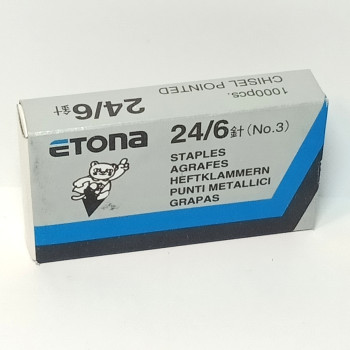 1000pcs.
CHISEL POINTED
24/6針
ETONA
24/6針(No.3)
STAPLES
AGRAFES
HEFTKLAMMERN
PUNTI METALLICI
GRAPAS